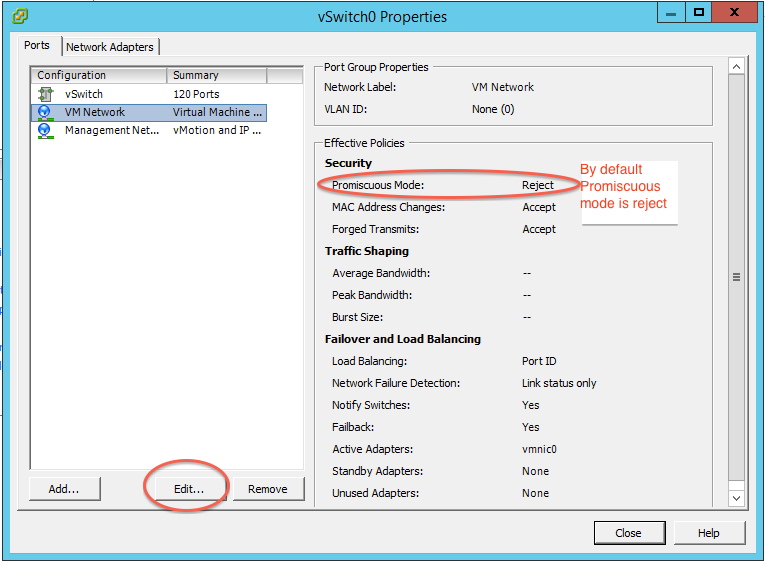 vSwitch0 Properties
Ports
Network Adapters
Configuration Summary
vSwitch 120 Ports
VM Network Virtual Machine ...
Management Net... vMotion and IP ...
Add...
Edit...
Remove
Port Group Properties
Network Label: VM Network
VLAN ID: None (0)
Effective Policies
Security
Promiscuous Mode: Reject
MAC Address Changes: Accept
Forged Transmits: Accept
By default
Promiscuous
mode is reject
Traffic Shaping
Average Bandwidth: --
Peak Bandwidth: --
Burst Size: --
Failover and Load Balancing
Load Balancing: Port ID
Network Failure Detection: Link status only
Notify Switches: Yes
Failback: Yes
Active Adapters: vmnic0
Standby Adapters: None
Unused Adapters: None
Close
Help